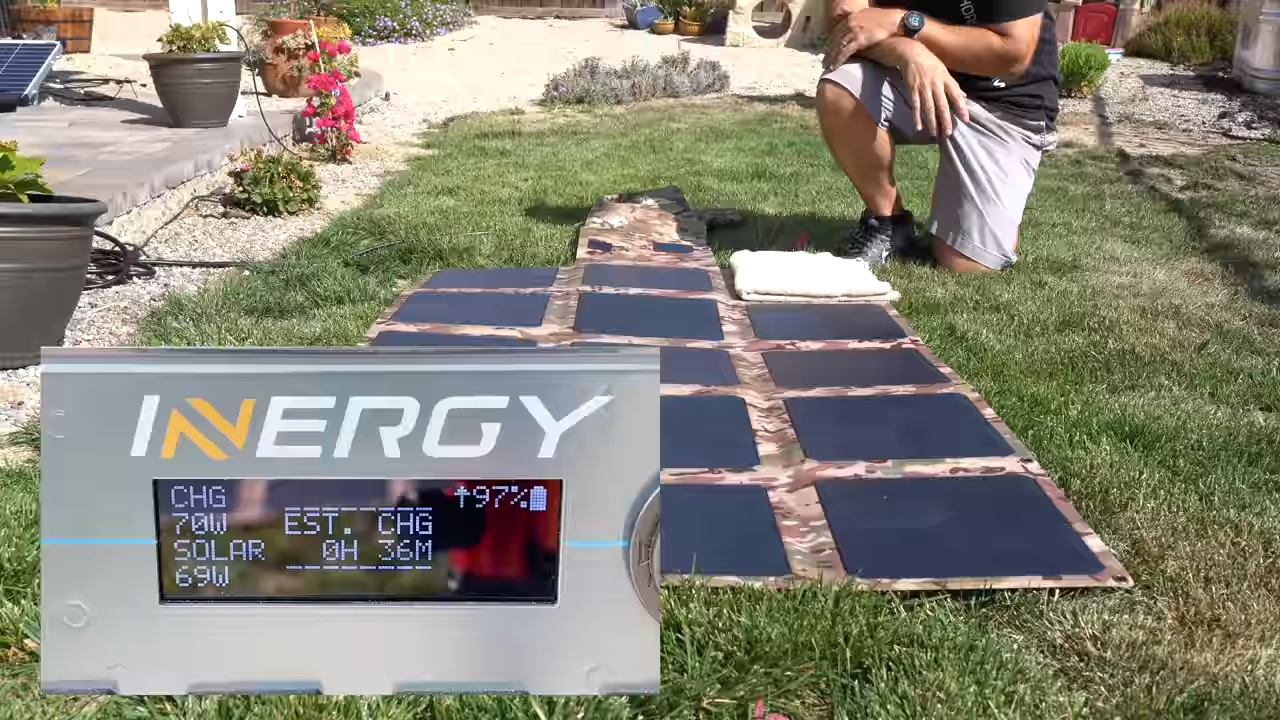 INERGY
CHG ↑97%
70W EST. CHG
SOLAR 0H 36M
69W